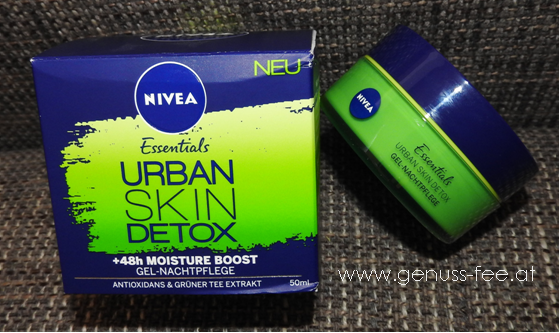 NEU
NIVEA
Essentials
URBAN
SKIN
DETOX
+48h MOISTURE BOOST
GEL-NACHTPFLEGE
ANTIOXIDANS & GRÜNER TEE EXTRAKT
50ml
NIVEA
Essentials
URBAN SKIN DETOX
GEL-NACHTPFLEGE
www.genuss-fee.at